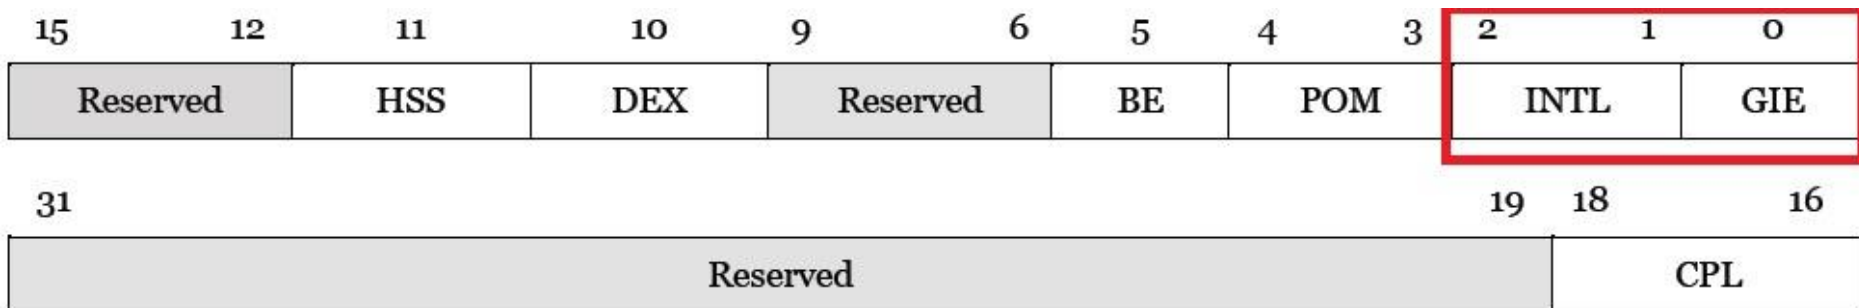 15 12 11 10 9 6 5 4 3 2 1 0
Reserved HSS DEX Reserved BE POM INTL GIE
31 19 18 16
Reserved CPL